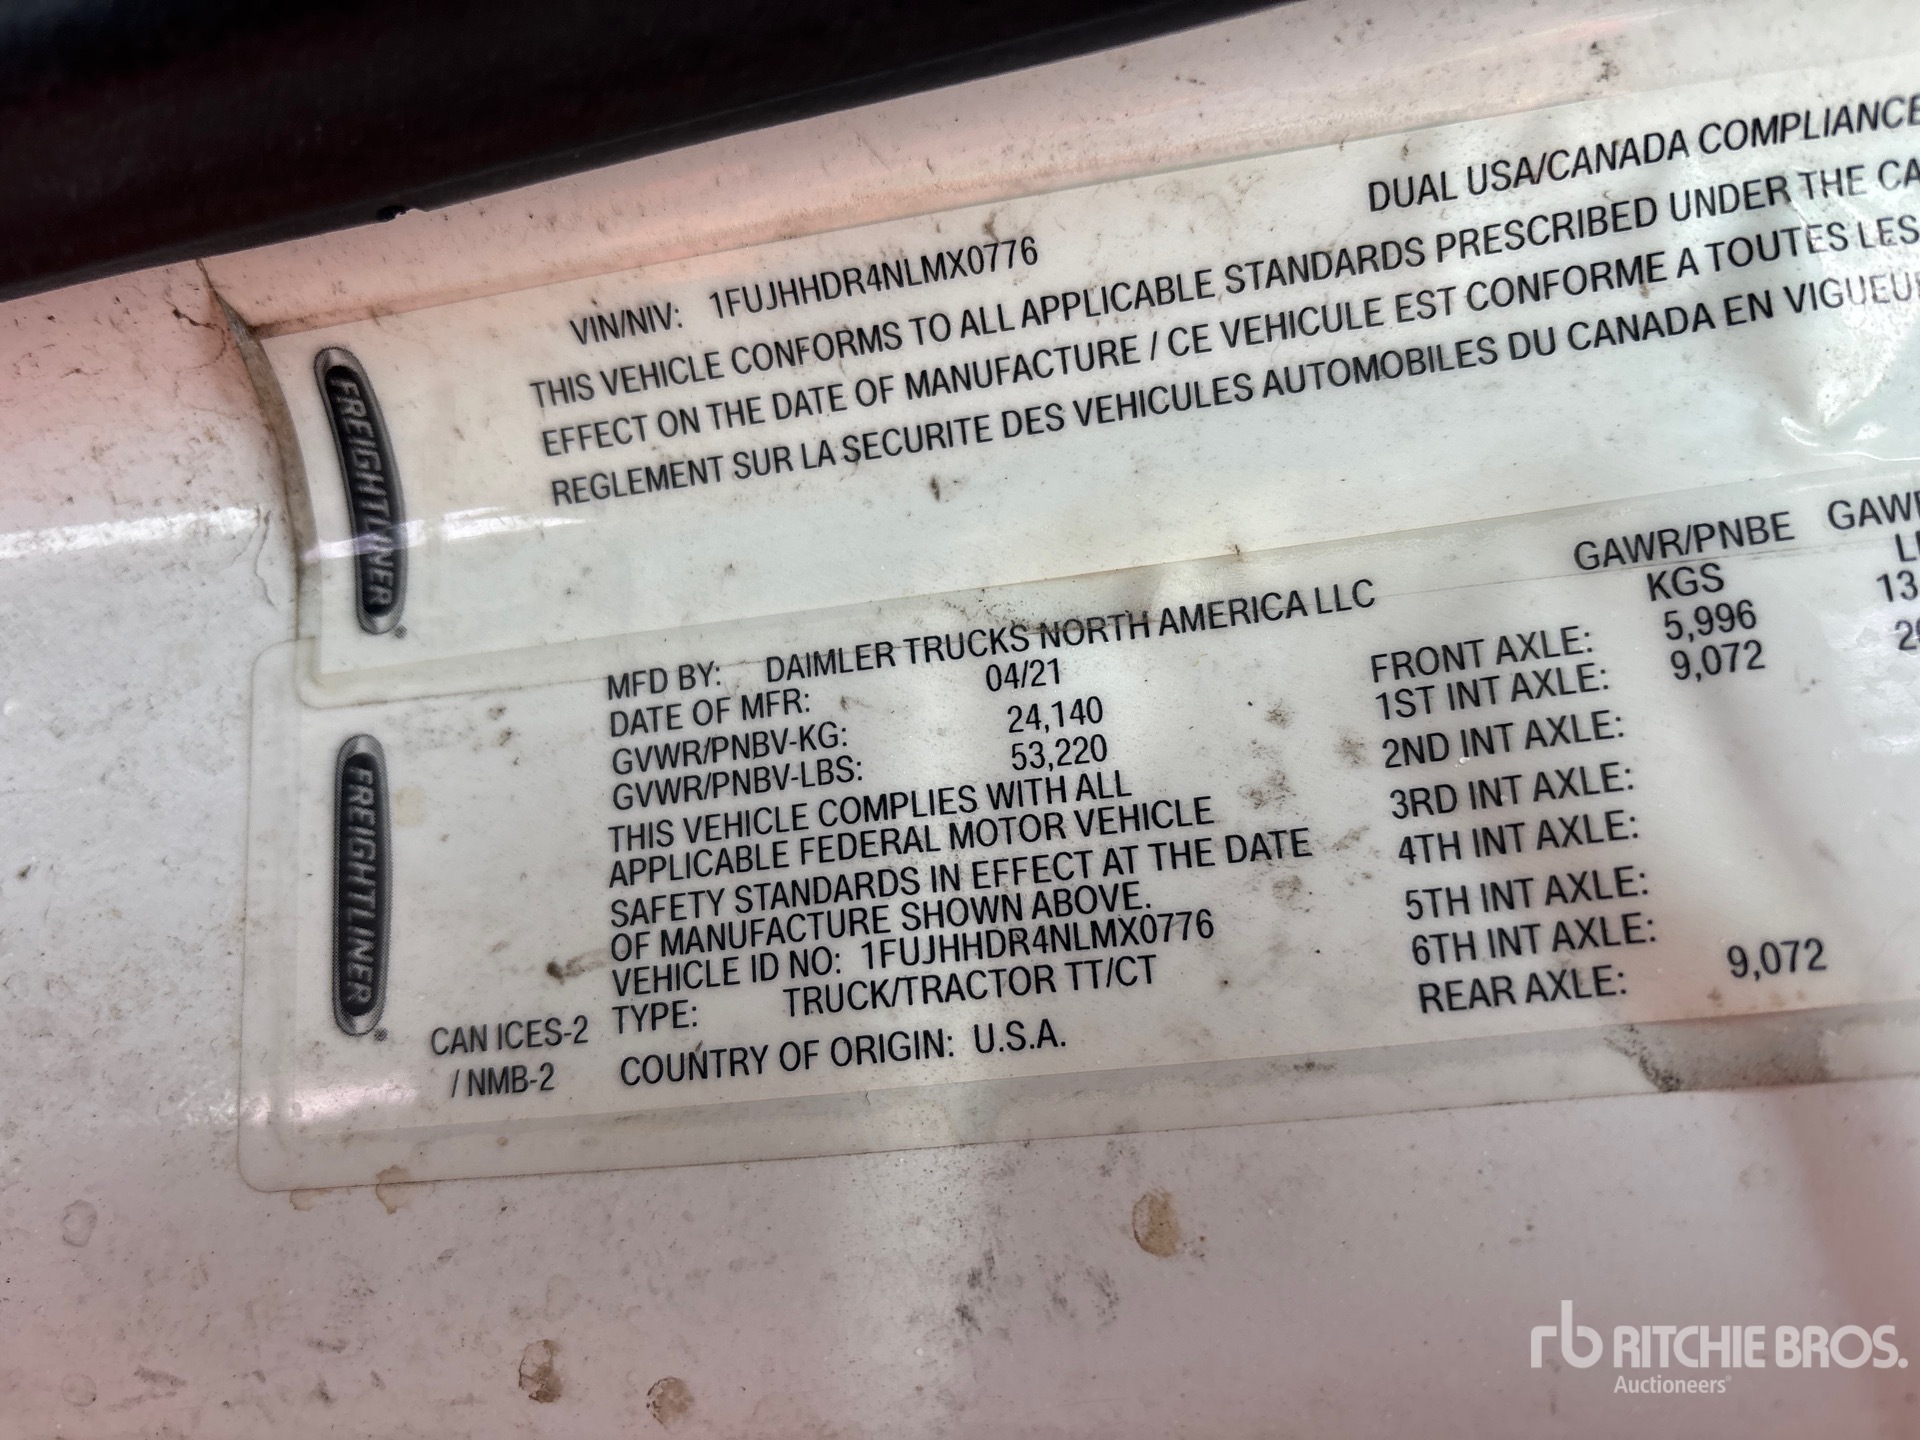 DUAL USA/CANADA COMPLIANCE
VIN/NIV: 1FUJHHDR4NLMX0776
THIS VEHICLE CONFORMS TO ALL APPLICABLE STANDARDS PRESCRIBED UNDER THE CA
EFFECT ON THE DATE OF MANUFACTURE / CE VEHICULE EST CONFORME A TOUTES LES
REGLEMENT SUR LA SECURITE DES VEHICULES AUTOMOBILES DU CANADA EN VIGUEU
FREIGHTLINER
MFD BY: DAIMLER TRUCKS NORTH AMERICA LLC
DATE OF MFR: 04/21
GVWR/PNBV-KG: 24,140
GVWR/PNBV-LBS: 53,220
THIS VEHICLE COMPLIES WITH ALL
APPLICABLE FEDERAL MOTOR VEHICLE
SAFETY STANDARDS IN EFFECT AT THE DATE
OF MANUFACTURE SHOWN ABOVE.
VEHICLE ID NO: 1FUJHHDR4NLMX0776
TYPE: TRUCK/TRACTOR TT/CT
COUNTRY OF ORIGIN: U.S.A.
FREIGHTLINER
CAN ICES-2
/ NMB-2
GAWR/PNBE GAWR
KGS
FRONT AXLE: 5,996 13
1ST INT AXLE: 9,072 20
2ND INT AXLE:
3RD INT AXLE:
4TH INT AXLE:
5TH INT AXLE:
6TH INT AXLE:
REAR AXLE: 9,072
rb RITCHIE BROS.
Auctioneers